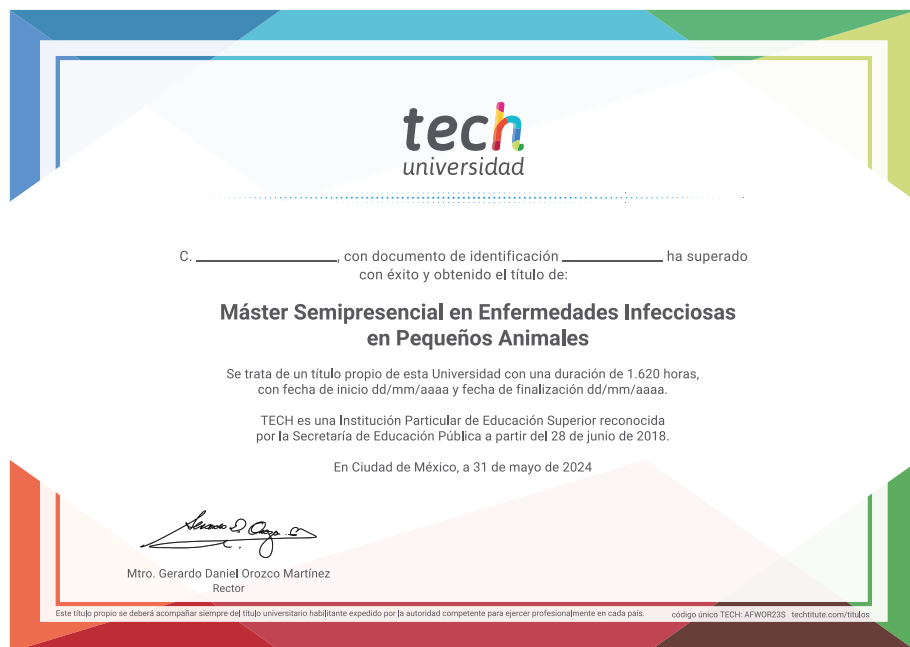 tech
universidad
C. ____________________, con documento de identificación ______________ ha superado
con éxito y obtenido el título de:
Máster Semipresencial en Enfermedades Infecciosas
en Pequeños Animales
Se trata de un título propio de esta Universidad con una duración de 1.620 horas,
con fecha de inicio dd/mm/aaaa y fecha de finalización dd/mm/aaaa.
TECH es una Institución Particular de Educación Superior reconocida
por la Secretaría de Educación Pública a partir del 28 de junio de 2018.
En Ciudad de México, a 31 de mayo de 2024
Mtro. Gerardo Daniel Orozco Martínez
Rector
Este título propio se deberá acompañar siempre del título universitario habilitante expedido por la autoridad competente para ejercer profesionalmente en cada país. código único TECH: AFWOR23S techtitute.com/titulos